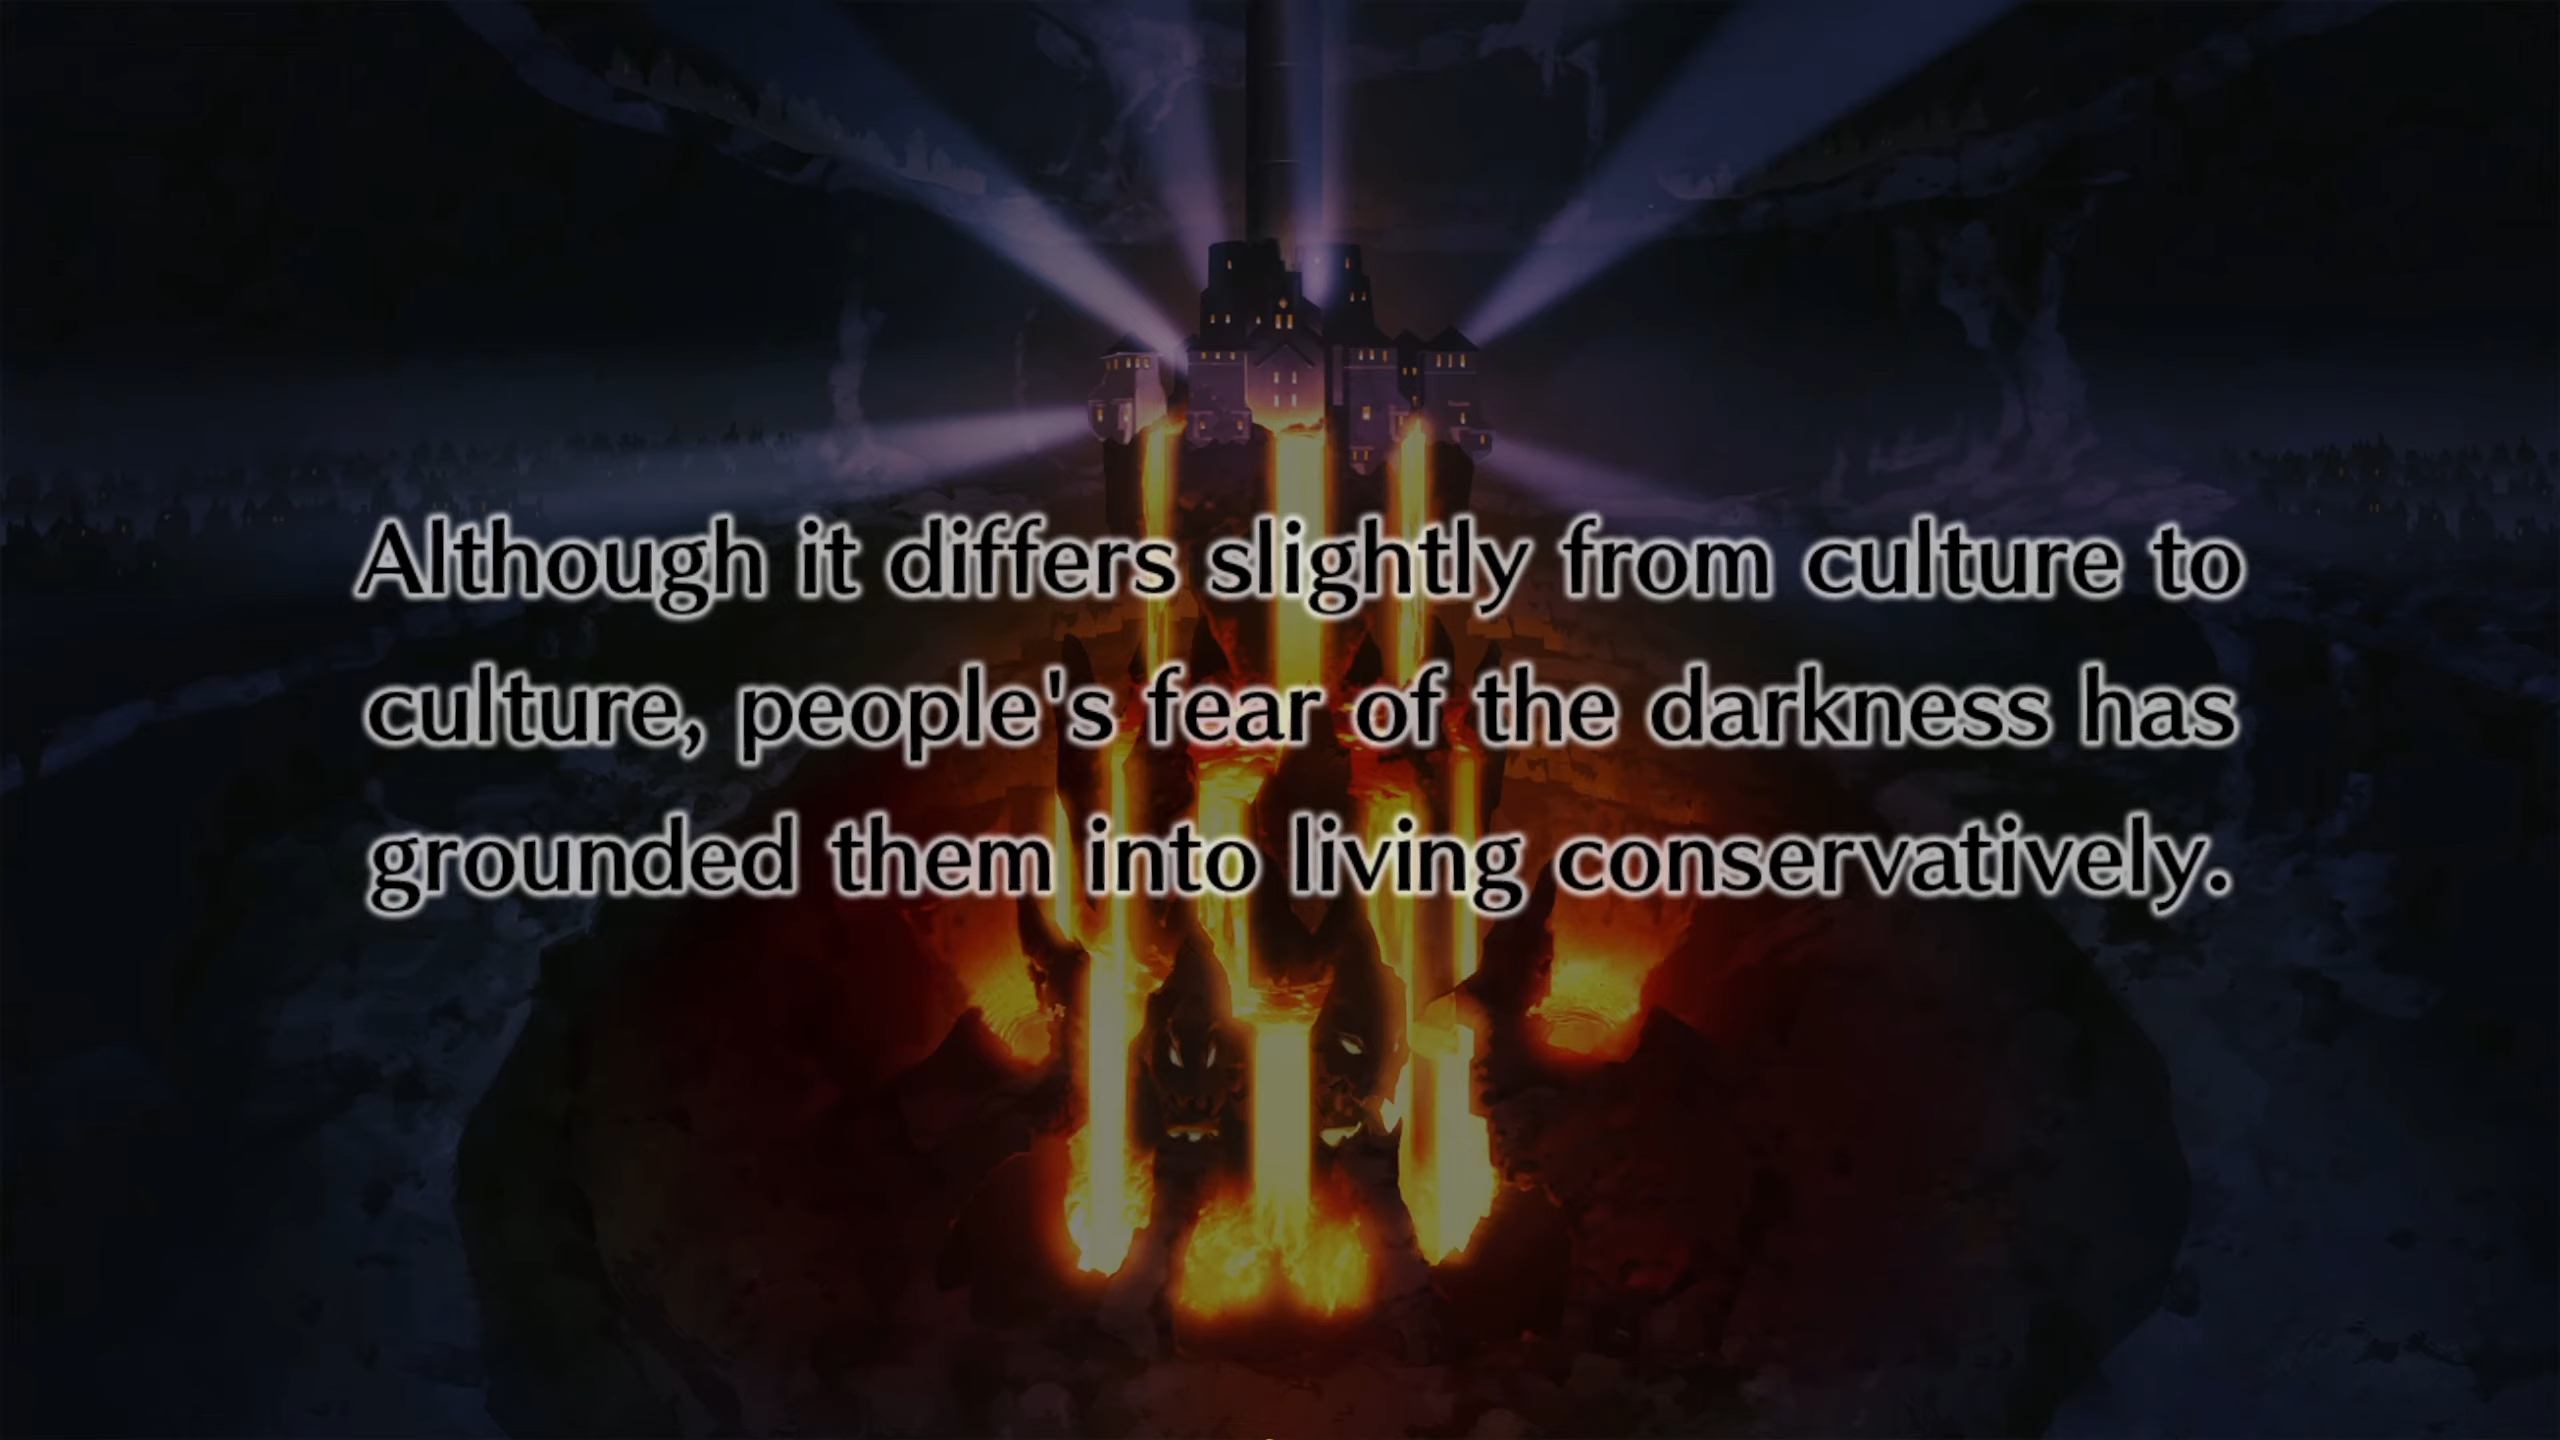 Although it differs slightly from culture to
culture, people's fear of the darkness has
grounded them into living conservatively.